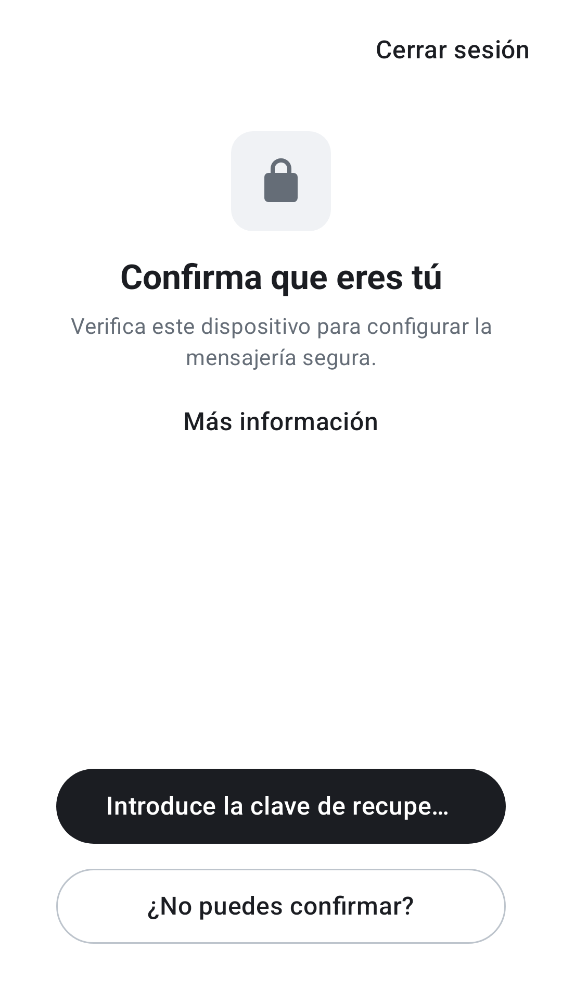 Cerrar sesión
Confirma que eres tú
Verifica este dispositivo para configurar la
mensajería segura.
Más información
Introduce la clave de recupe…
¿No puedes confirmar?